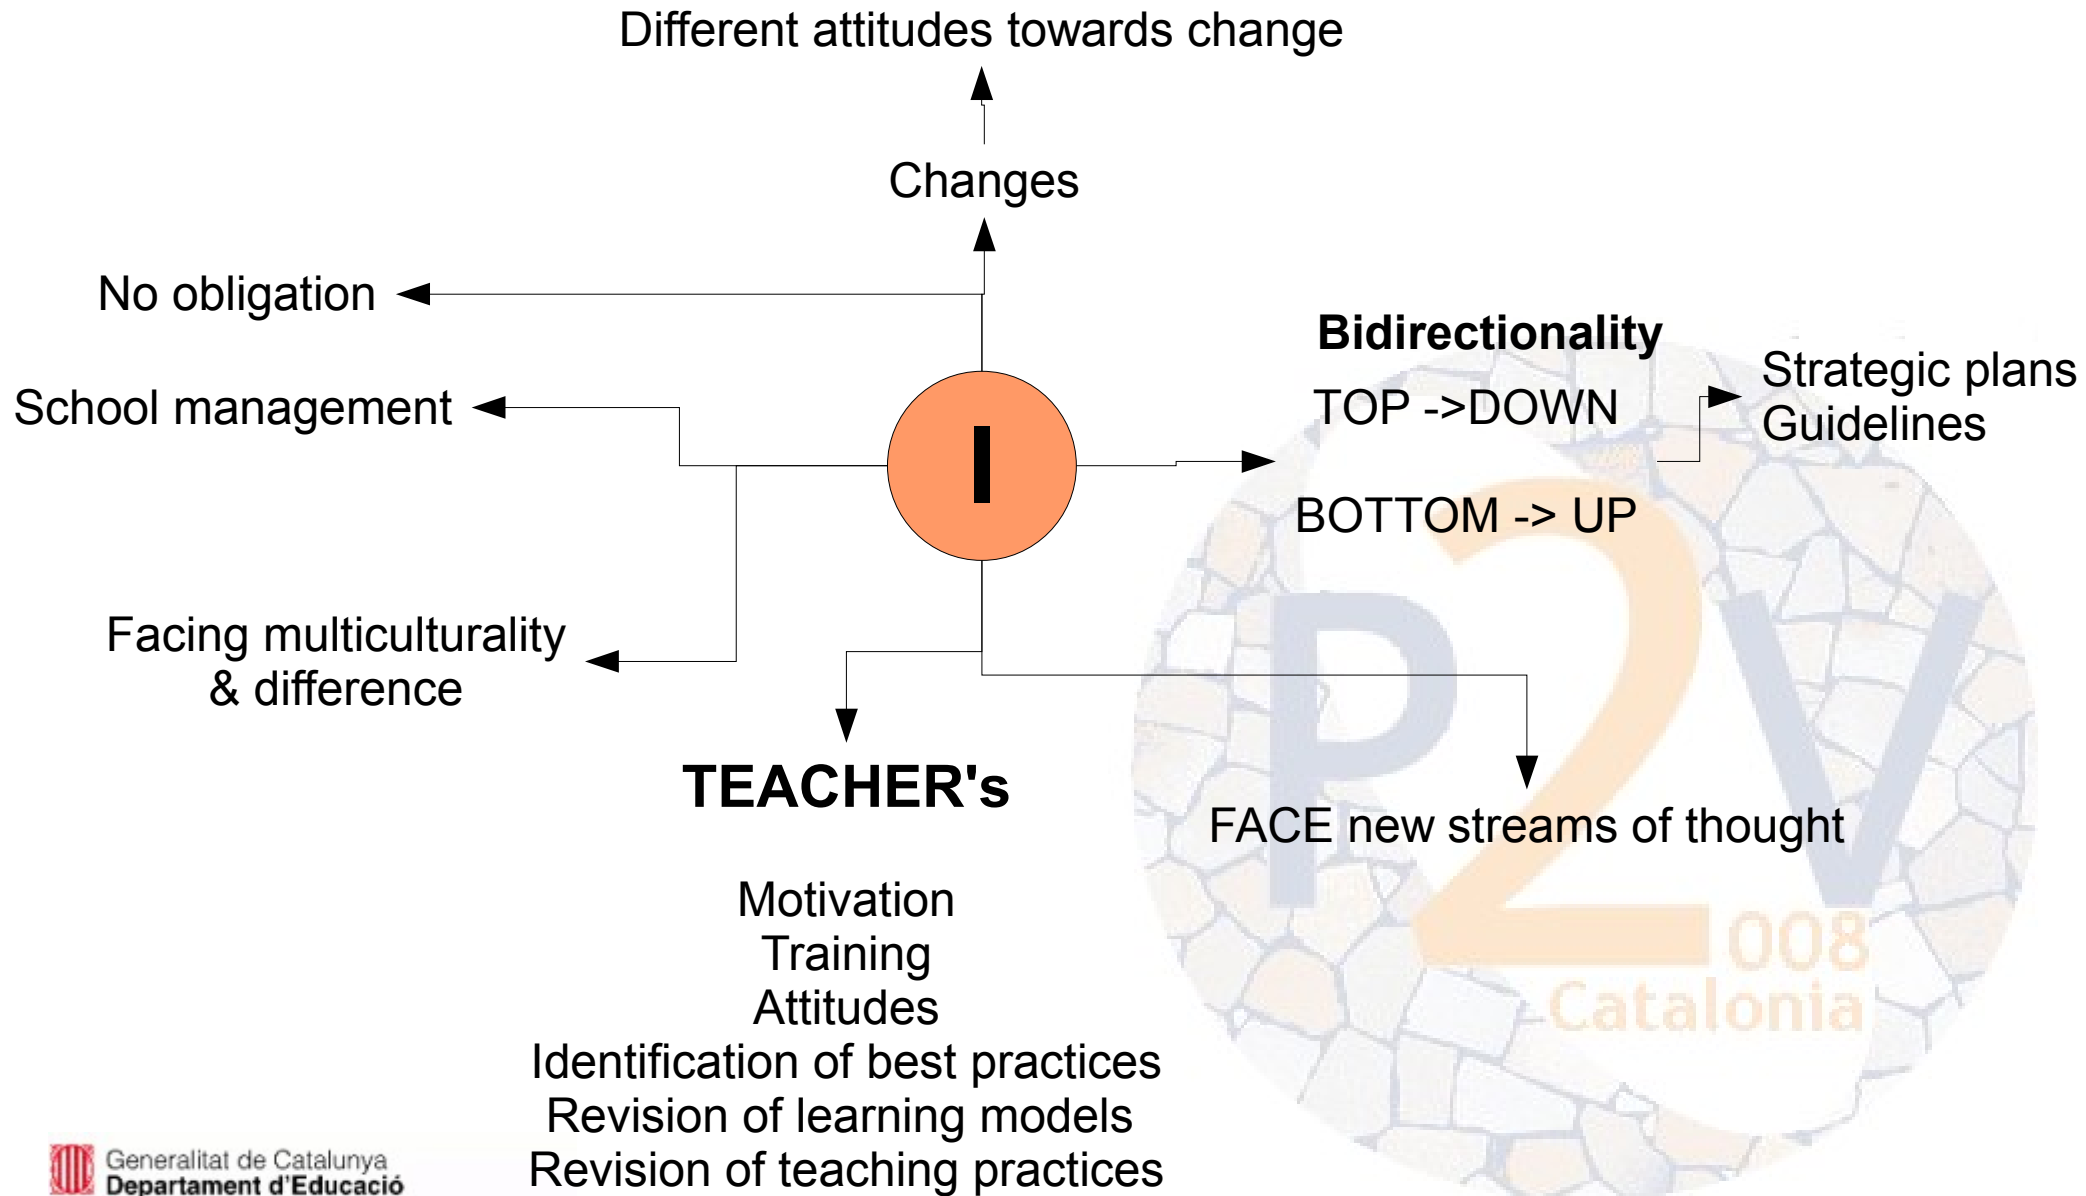 Different attitudes towards change
Changes
No obligation
Bidirectionality
Strategic plans
Guidelines
TOP ->DOWN
School management
I
BOTTOM -> UP
Facing multiculturality
& difference
TEACHER's
FACE new streams of thought
Motivation
Training
Attitudes
Identification of best practices
Revision of learning models
Revision of teaching practices
P2V
008
Catalonia
Generalitat de Catalunya
Departament d'Educació